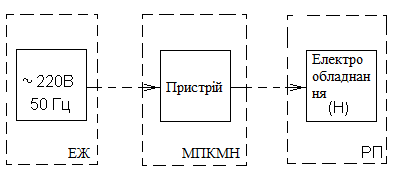 ~ 220В
50 Гц
ЕЖ
Пристрій
МПКМН
Електро
обладнан
ня
(Н)
РП